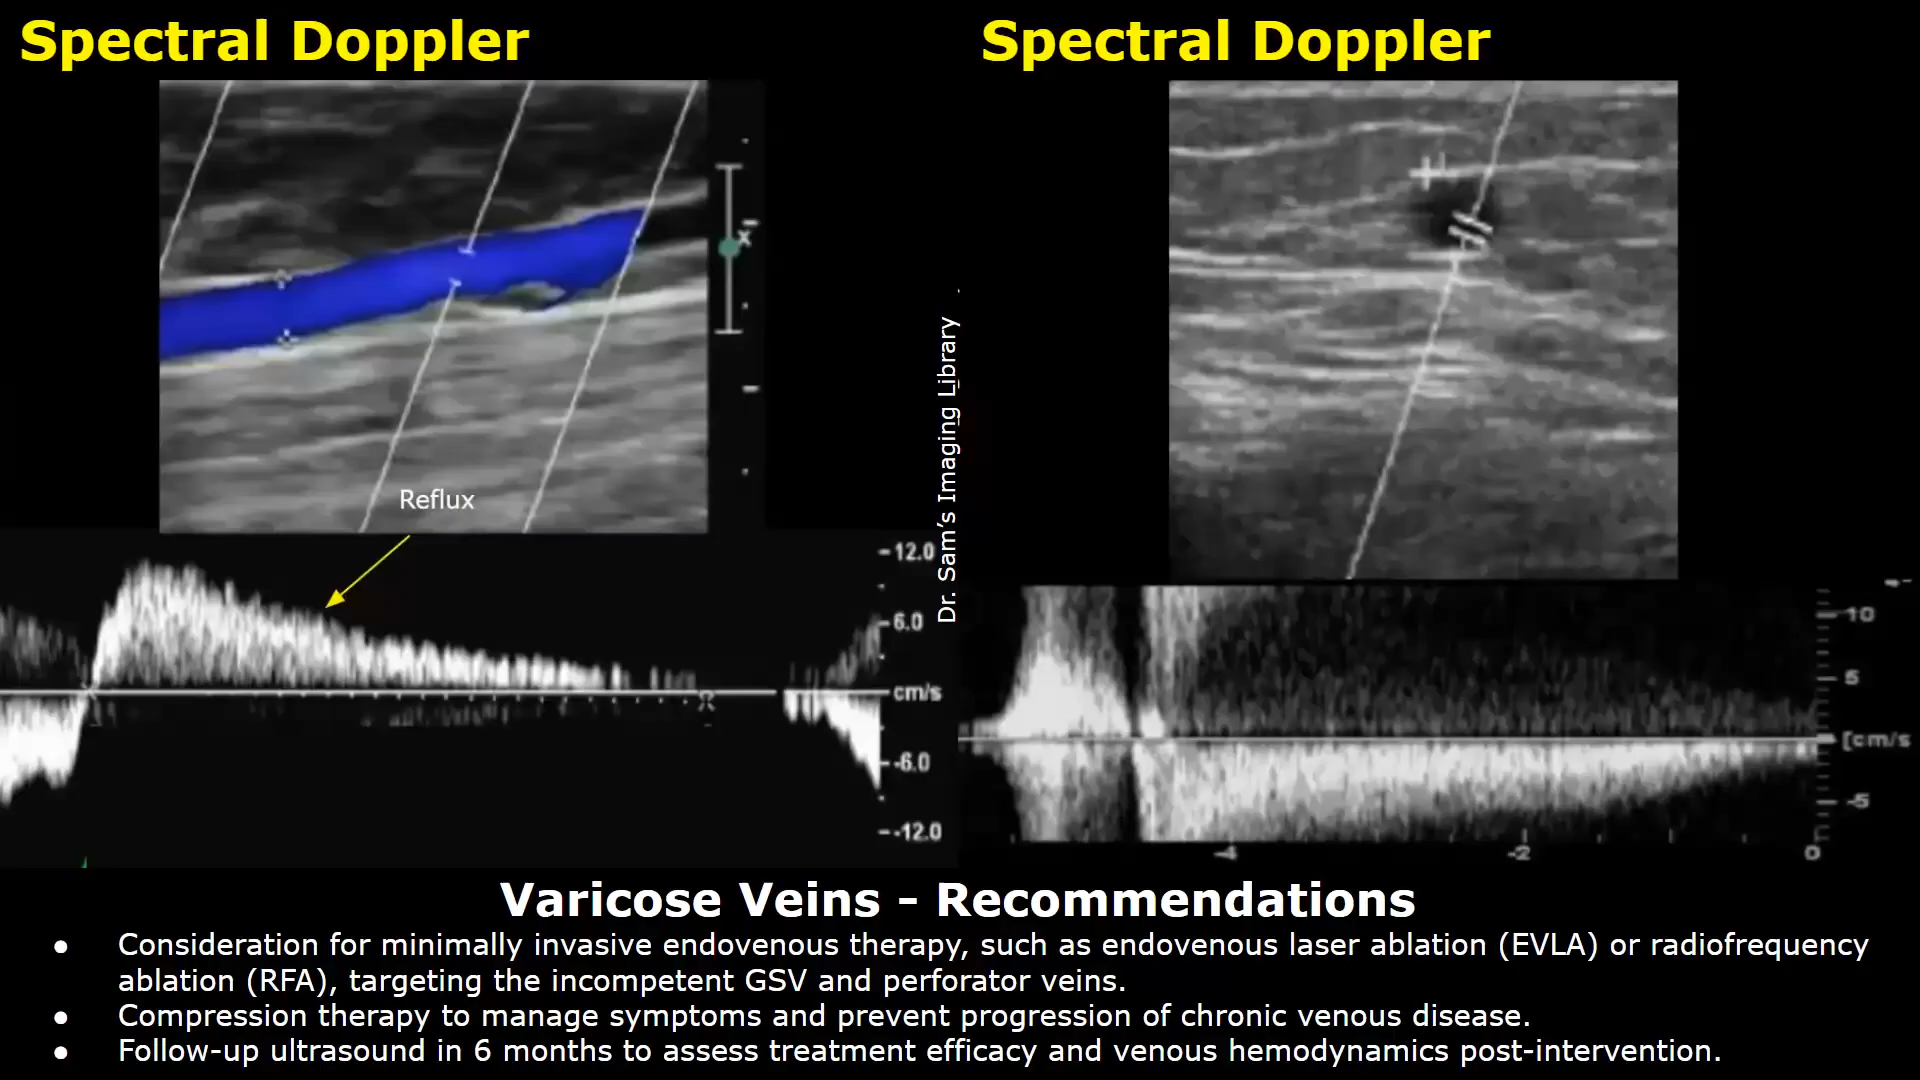 Spectral Doppler
Spectral Doppler
x
Reflux
12.0
6.0
cm/s
-6.0
-12.0
Dr. Sam's Imaging Library
10
5
[cm/s
-5
-4
-2
0
Varicose Veins – Recommendations
● Consideration for minimally invasive endovenous therapy, such as endovenous laser ablation (EVLA) or radiofrequency
ablation (RFA), targeting the incompetent GSV and perforator veins.
● Compression therapy to manage symptoms and prevent progression of chronic venous disease.
● Follow-up ultrasound in 6 months to assess treatment efficacy and venous hemodynamics post-intervention.